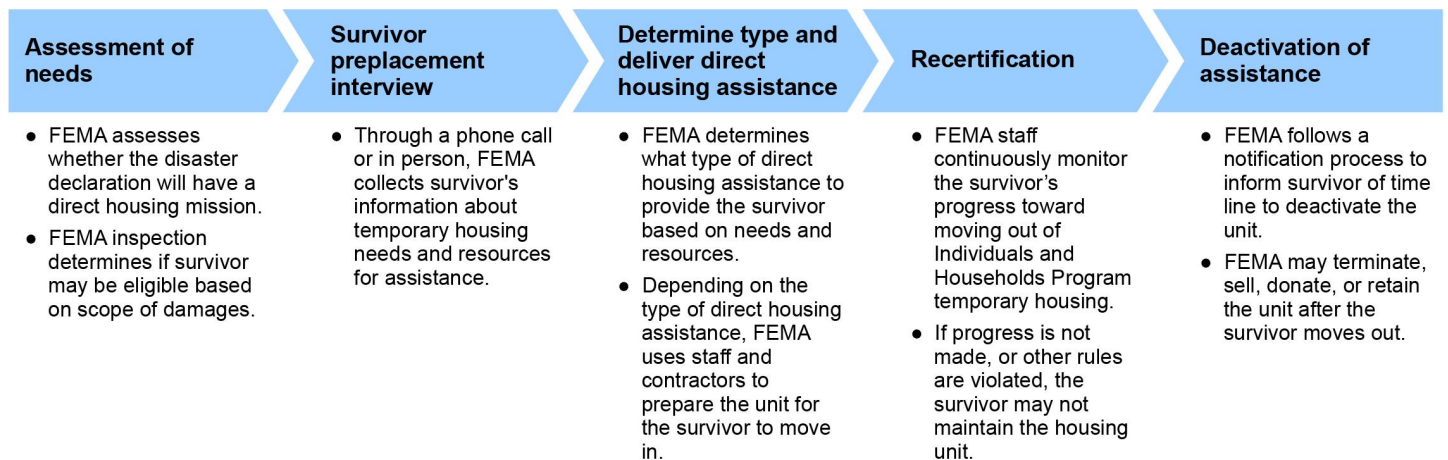 Assessment of
needs
Survivor
preplacement
interview
Determine type and
deliver direct
housing assistance
Recertification
Deactivation of
assistance
● FEMA assesses
whether the disaster
declaration will have a
direct housing mission.
● FEMA inspection
determines if survivor
may be eligible based
on scope of damages.
● Through a phone call
or in person, FEMA
collects survivor's
information about
temporary housing
needs and resources
for assistance.
● FEMA determines
what type of direct
housing assistance to
provide the survivor
based on needs and
resources.
● Depending on the
type of direct housing
assistance, FEMA
uses staff and
contractors to
prepare the unit for
the survivor to move
in.
● FEMA staff
continuously monitor
the survivor’s
progress toward
moving out of
Individuals and
Households Program
temporary housing.
● If progress is not
made, or other rules
are violated, the
survivor may not
maintain the housing
unit.
● FEMA follows a
notification process to
inform survivor of time
line to deactivate the
unit.
● FEMA may terminate,
sell, donate, or retain
the unit after the
survivor moves out.